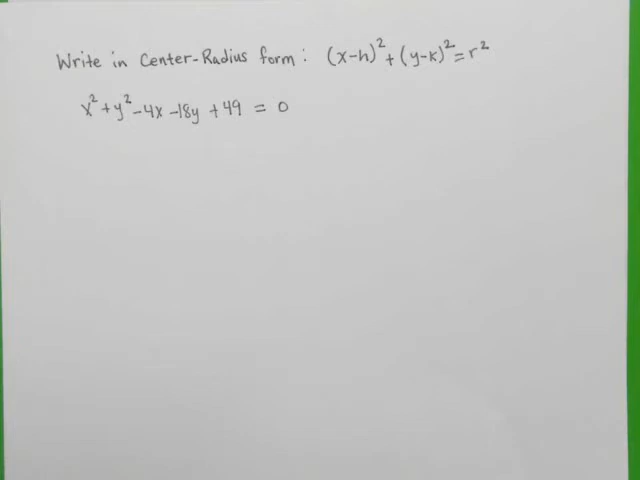 Write in Center-Radius form: (x-h)² + (y-k)² = r²
x² + y² - 4x - 18y + 49 = 0